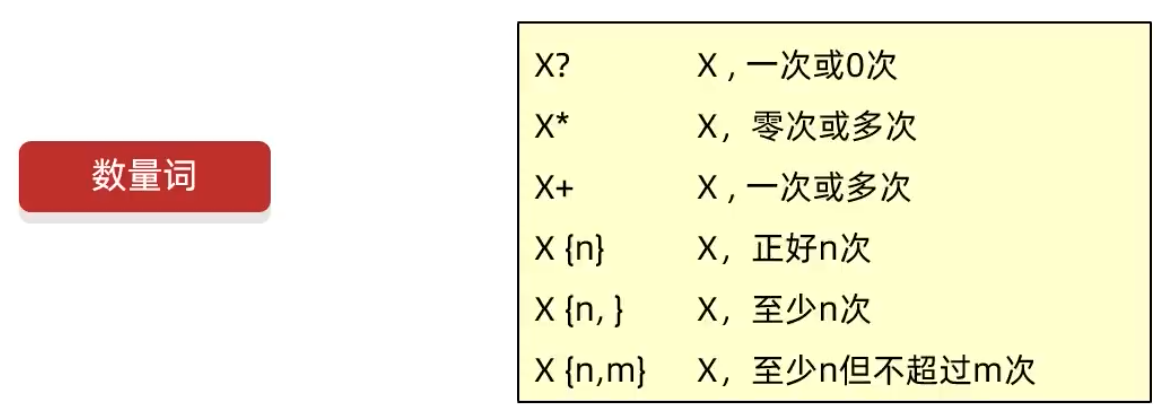 数量词
X? X , 一次或0次
X* X，零次或多次
X+ X , 一次或多次
X {n} X，正好n次
X {n, } X，至少n次
X {n,m} X，至少n但不超过m次